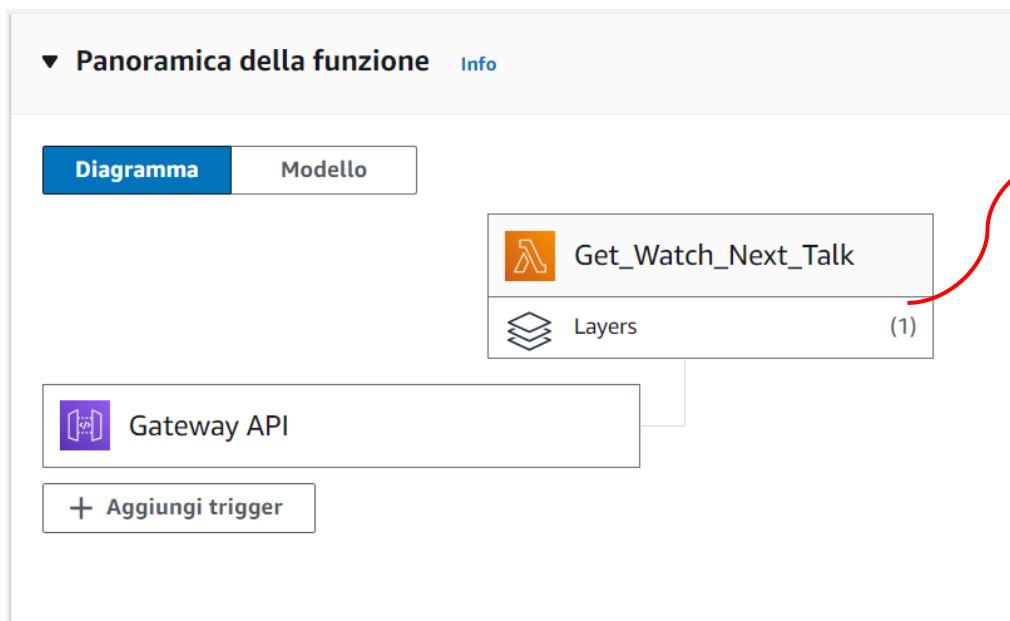 Panoramica della funzione Info
Diagramma Modello
Get_Watch_Next_Talk
Layers (1)
Gateway API
+ Aggiungi trigger